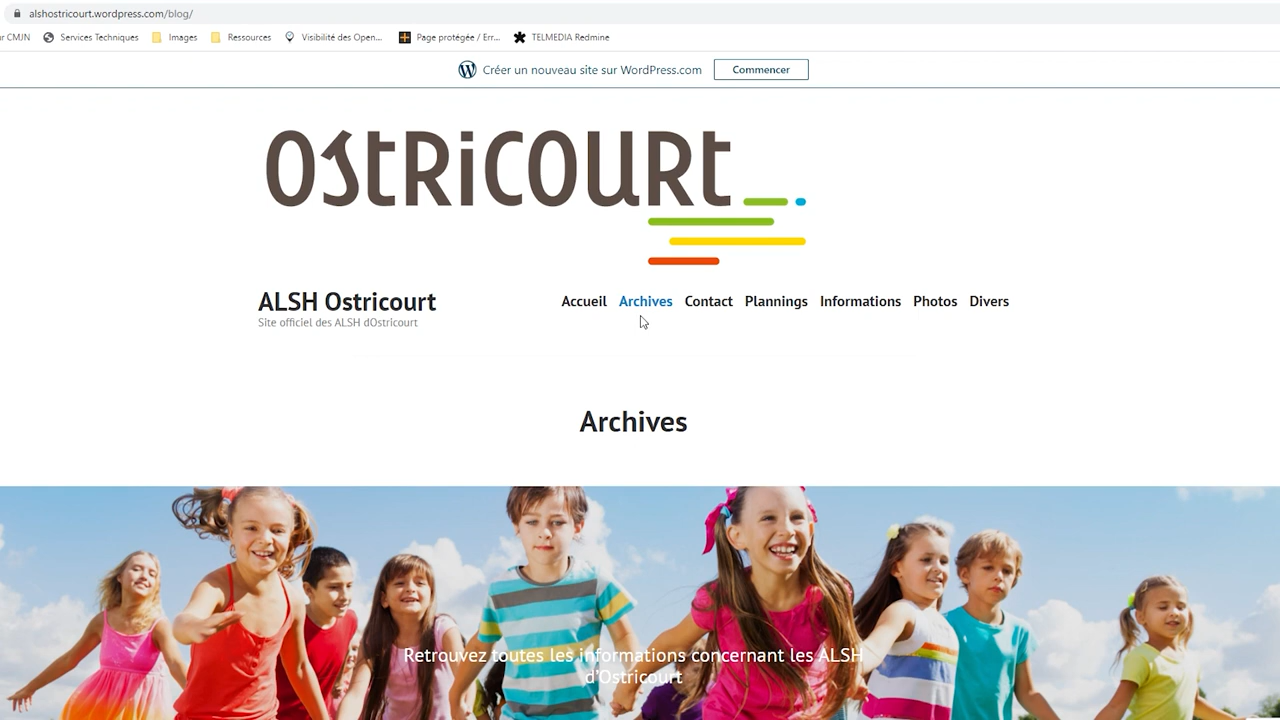 alshostricourt.wordpress.com/blog/
ur CMJN Services Techniques Images Ressources Visibilité des Open... Page protégée / Err... TELMEDIA Redmine
Créer un nouveau site sur WordPress.com Commencer
OSTRICOURT
ALSH Ostricourt
Site officiel des ALSH dOstricourt
Accueil Archives Contact Plannings Informations Photos Divers
Archives
Retrouvez toutes les informations concernant les ALSH
d'Ostricourt